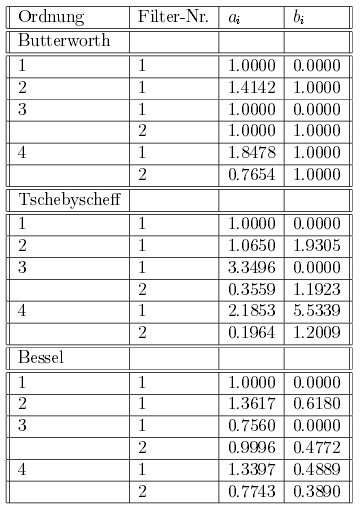 Ordnung Filter-Nr. aᵢ bᵢ
Butterworth
1 1 1.0000 0.0000
2 1 1.4142 1.0000
3 1 1.0000 0.0000
2 1.0000 1.0000
4 1 1.8478 1.0000
2 0.7654 1.0000
Tschebyscheff
1 1 1.0000 0.0000
2 1 1.0650 1.9305
3 1 3.3496 0.0000
2 0.3559 1.1923
4 1 2.1853 5.5339
2 0.1964 1.2009
Bessel
1 1 1.0000 0.0000
2 1 1.3617 0.6180
3 1 0.7560 0.0000
2 0.9996 0.4772
4 1 1.3397 0.4889
2 0.7743 0.3890